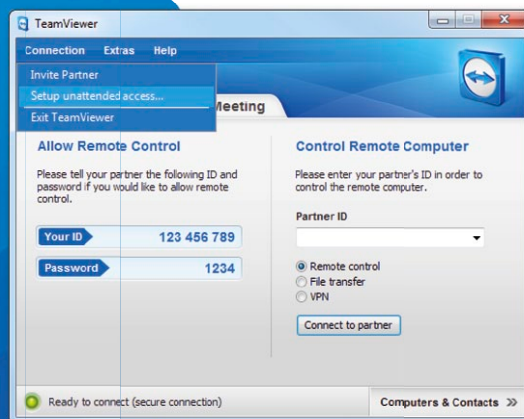 TeamViewer
Connection Extras Help
Invite Partner
Setup unattended access...
Exit TeamViewer
Meeting
Allow Remote Control
Please tell your partner the following ID and
password if you would like to allow remote
control.
Your ID 123 456 789
Password 1234
Control Remote Computer
Please enter your partner's ID in order to
control the remote computer.
Partner ID
Remote control
File transfer
VPN
Connect to partner
Ready to connect (secure connection)
Computers & Contacts